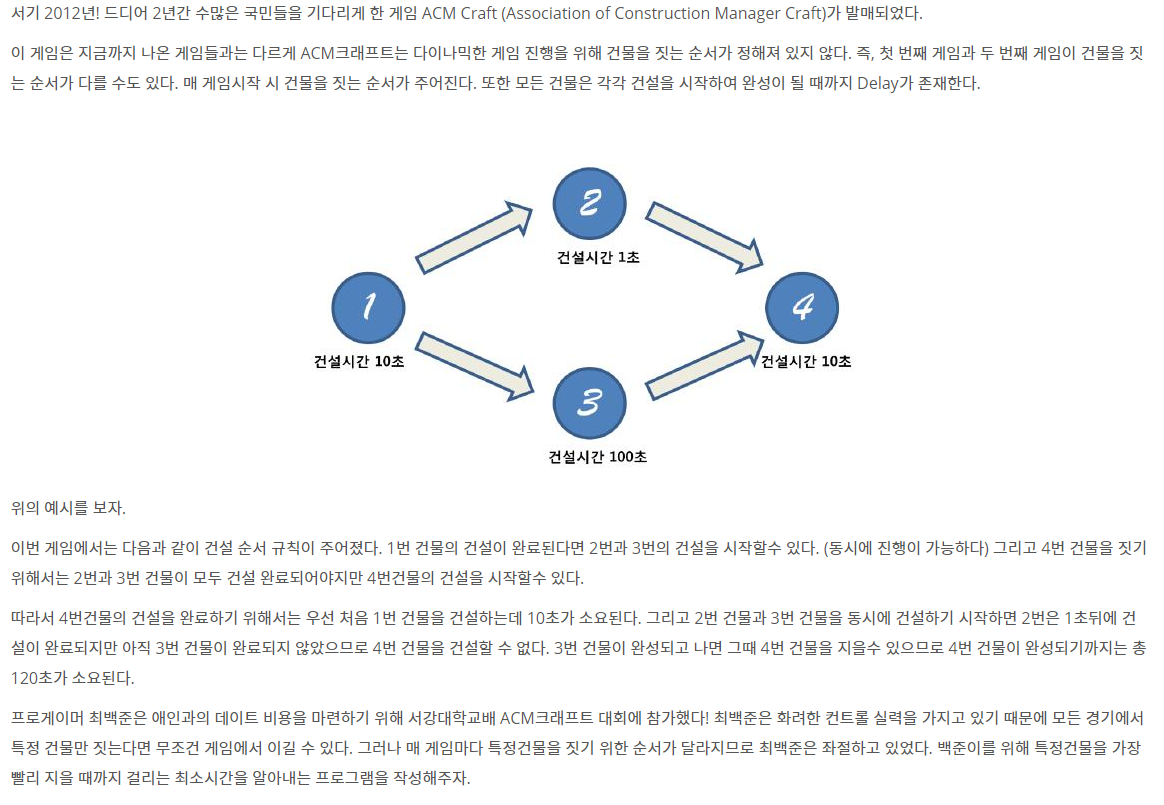 서기 2012년! 드디어 2년간 수많은 국민들을 기다리게 한 게임 ACM Craft (Association of Construction Manager Craft)가 발매되었다.
이 게임은 지금까지 나온 게임들과는 다르게 ACM크래프트는 다이나믹한 게임 진행을 위해 건물을 짓는 순서가 정해져 있지 않다. 즉, 첫 번째 게임과 두 번째 게임이 건물을 짓
는 순서가 다를 수도 있다. 매 게임시작 시 건물을 짓는 순서가 주어진다. 또한 모든 건물은 각각 건설을 시작하여 완성이 될 때까지 Delay가 존재한다.
2
건설시간 1초
1
건설시간 10초
4
건설시간 10초
3
건설시간 100초
위의 예시를 보자.
이번 게임에서는 다음과 같이 건설 순서 규칙이 주어졌다. 1번 건물의 건설이 완료된다면 2번과 3번의 건설을 시작할수 있다. (동시에 진행이 가능하다) 그리고 4번 건물을 짓기
위해서는 2번과 3번 건물이 모두 건설 완료되어야지만 4번건물의 건설을 시작할수 있다.
따라서 4번건물의 건설을 완료하기 위해서는 우선 처음 1번 건물을 건설하는데 10초가 소요된다. 그리고 2번 건물과 3번 건물을 동시에 건설하기 시작하면 2번은 1초뒤에 건
설이 완료되지만 아직 3번 건물이 완료되지 않았으므로 4번 건물을 건설할 수 없다. 3번 건물이 완성되고 나면 그때 4번 건물을 지을수 있으므로 4번 건물이 완성되기까지는 총
120초가 소요된다.
프로게이머 최백준은 애인과의 데이트 비용을 마련하기 위해 서강대학교배 ACM크래프트 대회에 참가했다! 최백준은 화려한 컨트롤 실력을 가지고 있기 때문에 모든 경기에서
특정 건물만 짓는다면 무조건 게임에서 이길 수 있다. 그러나 매 게임마다 특정건물을 짓기 위한 순서가 달라지므로 최백준은 좌절하고 있었다. 백준이를 위해 특정건물을 가장
빨리 지을 때까지 걸리는 최소시간을 알아내는 프로그램을 작성해주자.